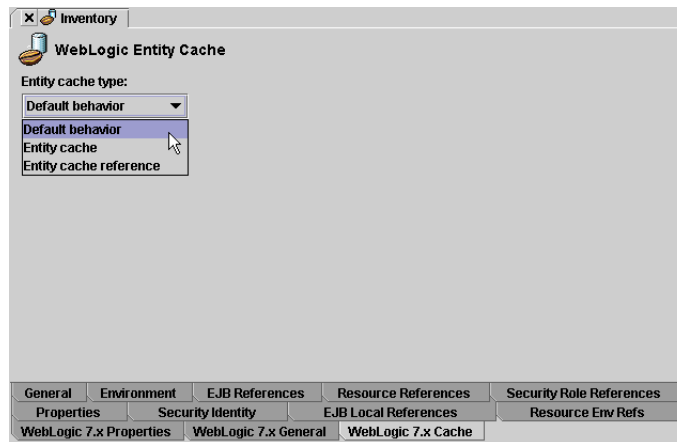 Inventory
WebLogic Entity Cache
Entity cache type:
Default behavior
Default behavior
Entity cache
Entity cache reference
General Environment EJB References Resource References Security Role References
Properties Security Identity EJB Local References Resource Env Refs
WebLogic 7.x Properties WebLogic 7.x General WebLogic 7.x Cache